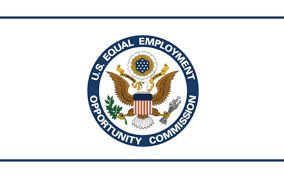 U.S. EQUAL EMPLOYMENT
OPPORTUNITY COMMISSION